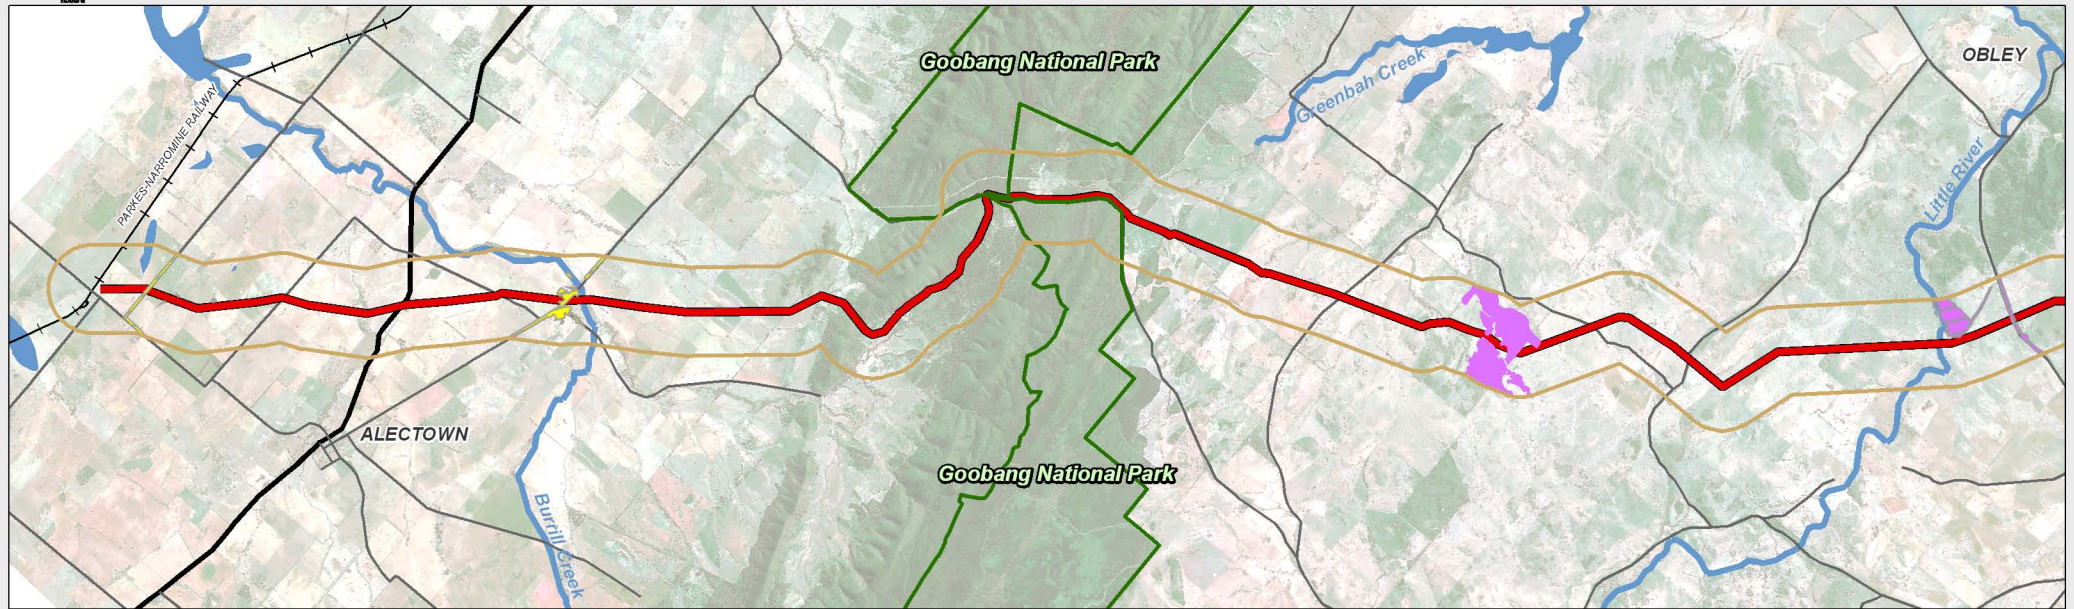 Goobang National Park
OBLEY
Greenbah Creek
PARKES-NARROMINE RAILWAY
Little River
ALECTOWN
Goobang National Park
Burrill Creek